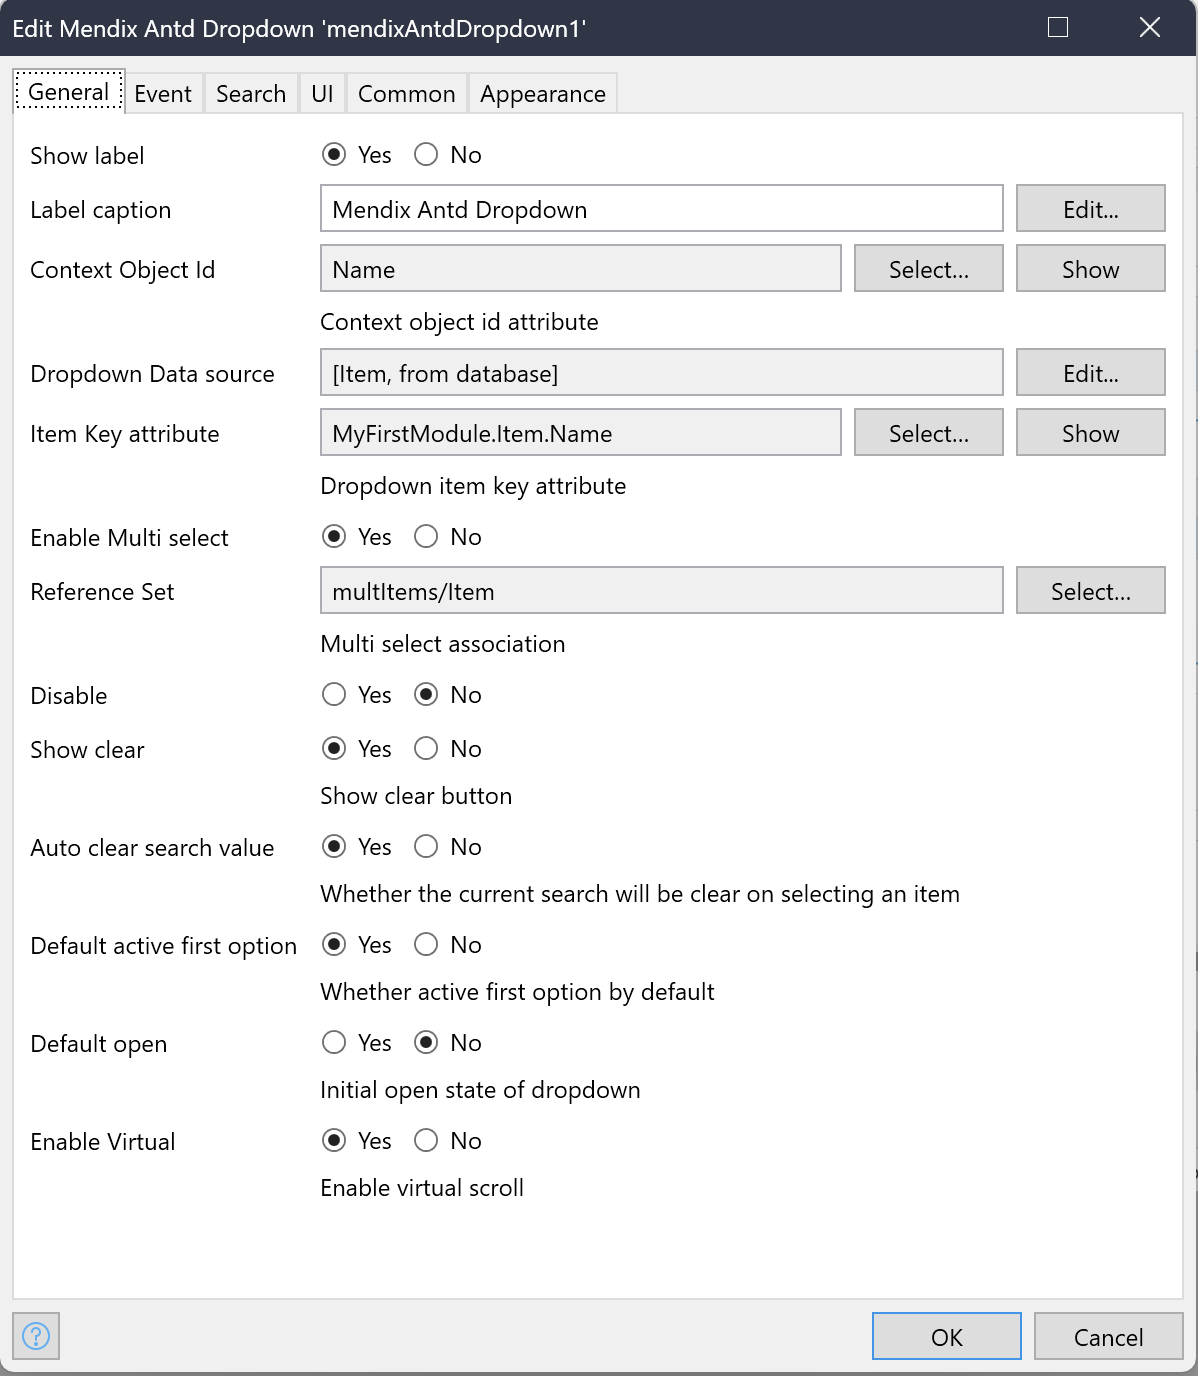 Edit Mendix Antd Dropdown 'mendixAntdDropdown1'
General Event Search UI Common Appearance
Show label Yes No
Label caption Mendix Antd Dropdown Edit...
Context Object Id Name Select... Show
Context object id attribute
Dropdown Data source [Item, from database] Edit...
Item Key attribute MyFirstModule.Item.Name Select... Show
Dropdown item key attribute
Enable Multi select Yes No
Reference Set multItems/Item Select...
Multi select association
Disable Yes No
Show clear Yes No
Show clear button
Auto clear search value Yes No
Whether the current search will be clear on selecting an item
Default active first option Yes No
Whether active first option by default
Default open Yes No
Initial open state of dropdown
Enable Virtual Yes No
Enable virtual scroll
? OK Cancel